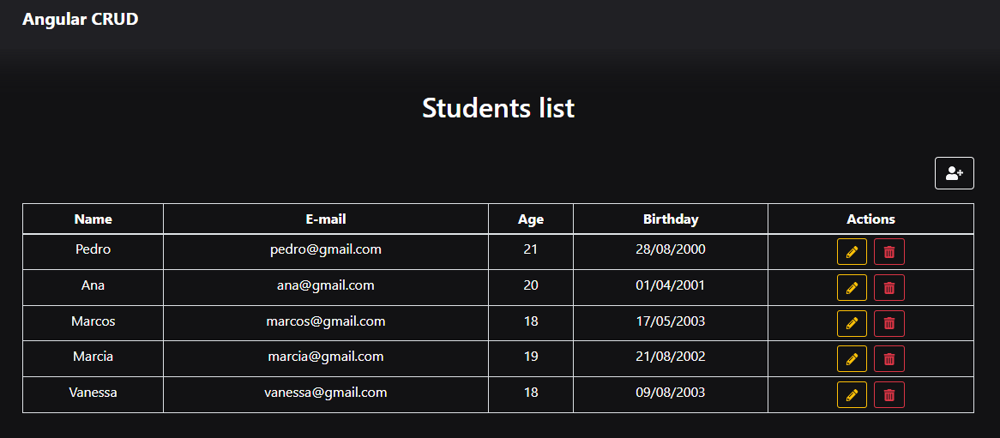 Angular CRUD
Students list
Name E-mail Age Birthday Actions
Pedro pedro@gmail.com 21 28/08/2000
Ana ana@gmail.com 20 01/04/2001
Marcos marcos@gmail.com 18 17/05/2003
Marcia marcia@gmail.com 19 21/08/2002
Vanessa vanessa@gmail.com 18 09/08/2003